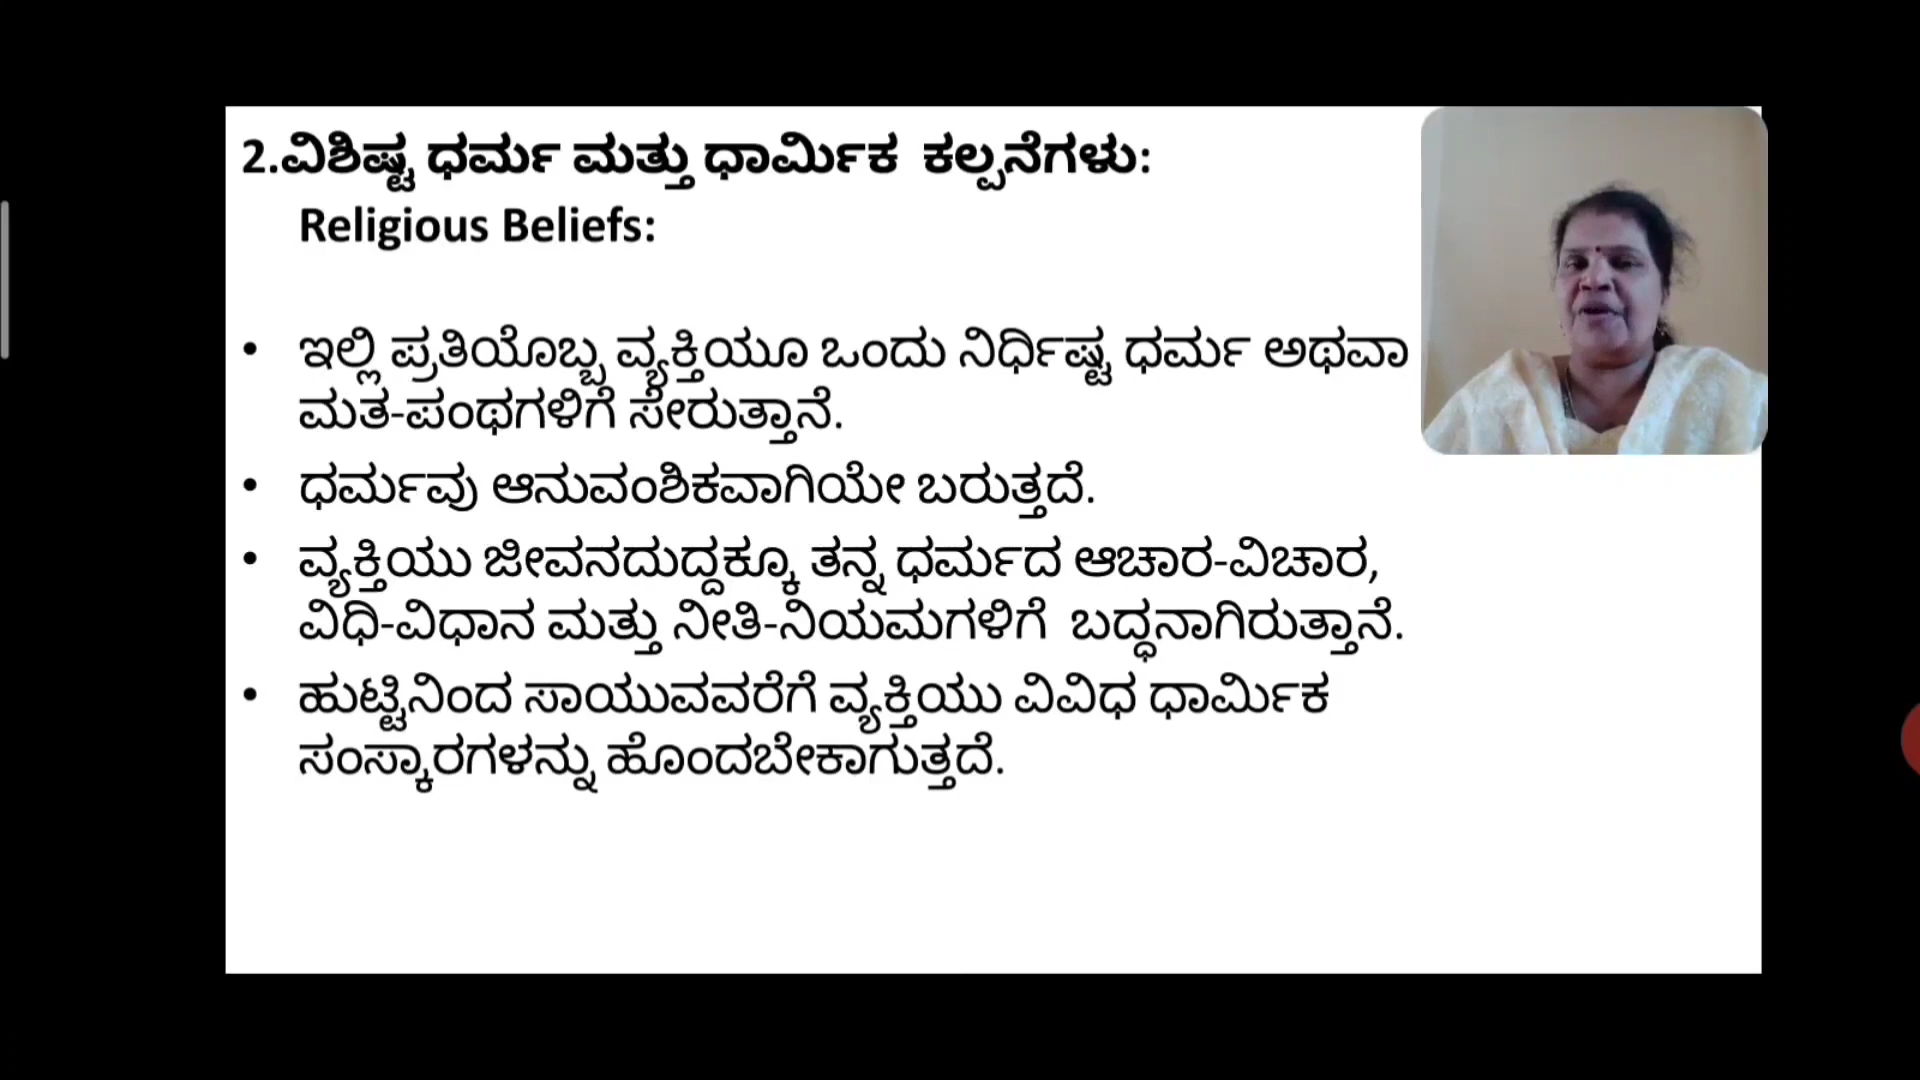 2.ವಿಶಿಷ್ಟ ಧರ್ಮ ಮತ್ತು ಧಾರ್ಮಿಕ ಕಲ್ಪನೆಗಳು:
Religious Beliefs:
• ಇಲ್ಲಿ ಪ್ರತಿಯೊಬ್ಬ ವ್ಯಕ್ತಿಯೂ ಒಂದು ನಿರ್ಧಿಷ್ಟ ಧರ್ಮ ಅಥವಾ
ಮತ-ಪಂಥಗಳಿಗೆ ಸೇರುತ್ತಾನೆ.
• ಧರ್ಮವು ಆನುವಂಶಿಕವಾಗಿಯೇ ಬರುತ್ತದೆ.
• ವ್ಯಕ್ತಿಯು ಜೀವನದುದ್ದಕ್ಕೂ ತನ್ನ ಧರ್ಮದ ಆಚಾರ-ವಿಚಾರ,
ವಿಧಿ-ವಿಧಾನ ಮತ್ತು ನೀತಿ-ನಿಯಮಗಳಿಗೆ ಬದ್ಧನಾಗಿರುತ್ತಾನೆ.
• ಹುಟ್ಟಿನಿಂದ ಸಾಯುವವರೆಗೆ ವ್ಯಕ್ತಿಯು ವಿವಿಧ ಧಾರ್ಮಿಕ
ಸಂಸ್ಕಾರಗಳನ್ನು ಹೊಂದಬೇಕಾಗುತ್ತದೆ.